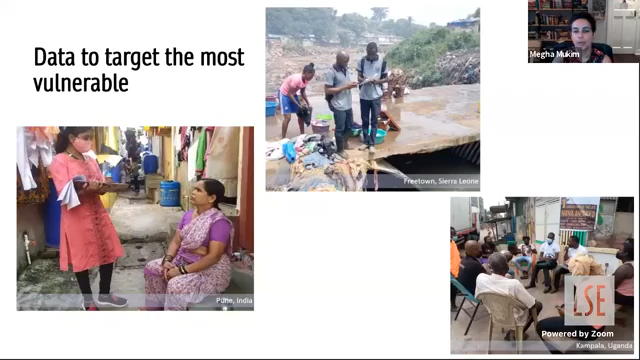 Data to target the most
vulnerable
Megha Mukim
Freetown, Sierra Leone
Pune, India
LSE
Powered by Zoom
Kampala, Uganda